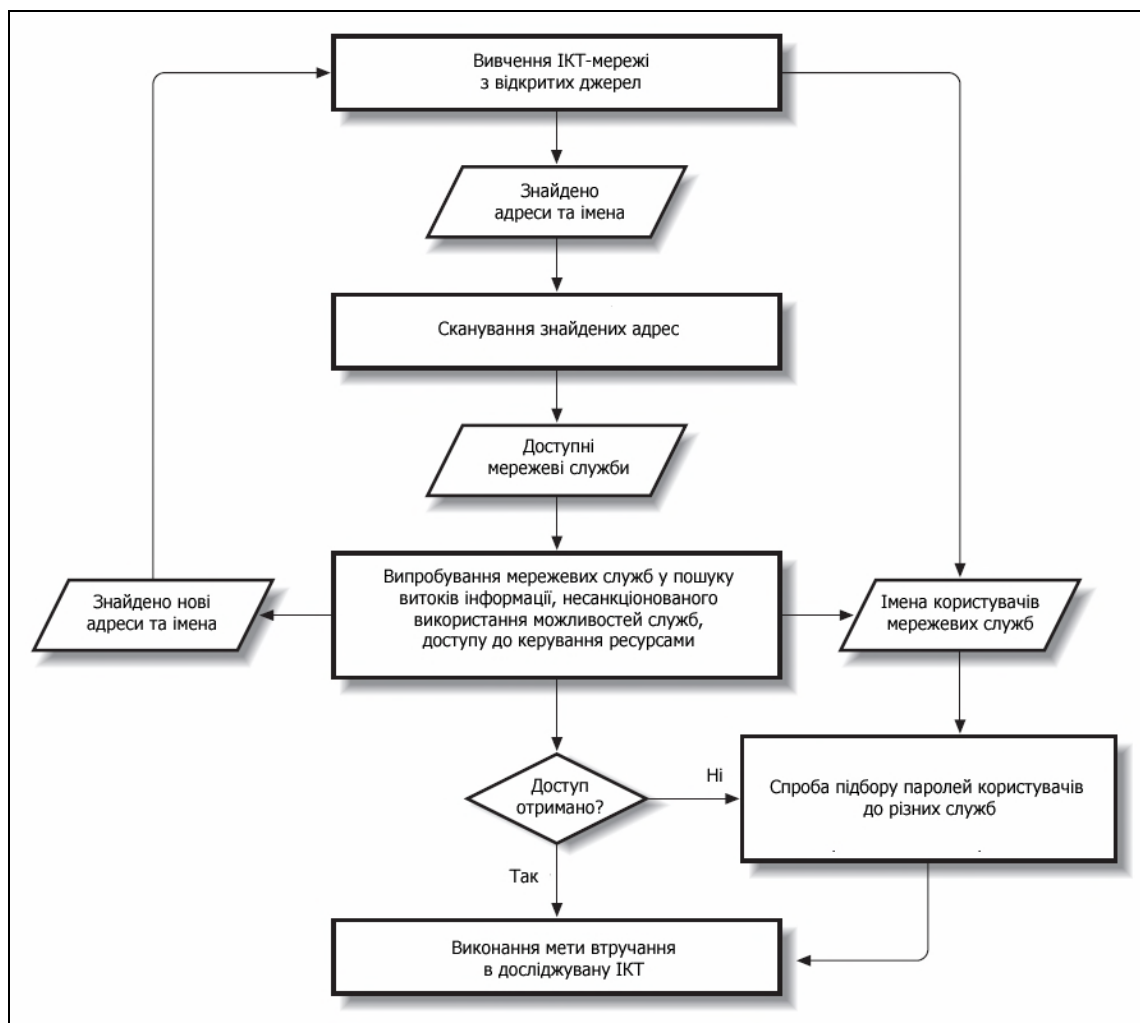 Вивчення ІКТ-мережі
з відкритих джерел
Знайдено
адреси та імена
Сканування знайдених адрес
Доступні
мережеві служби
Знайдено нові
адреси та імена
Випробування мережевих служб у пошуку
витоків інформації, несанкціонованого
використання можливостей служб,
доступу до керування ресурсами
Імена користувачів
мережевих служб
Доступ
отримано?
Ні
Спроба підбору паролей користувачів
до різних служб
Так
Виконання мети втручання
в досліджувану ІКТ